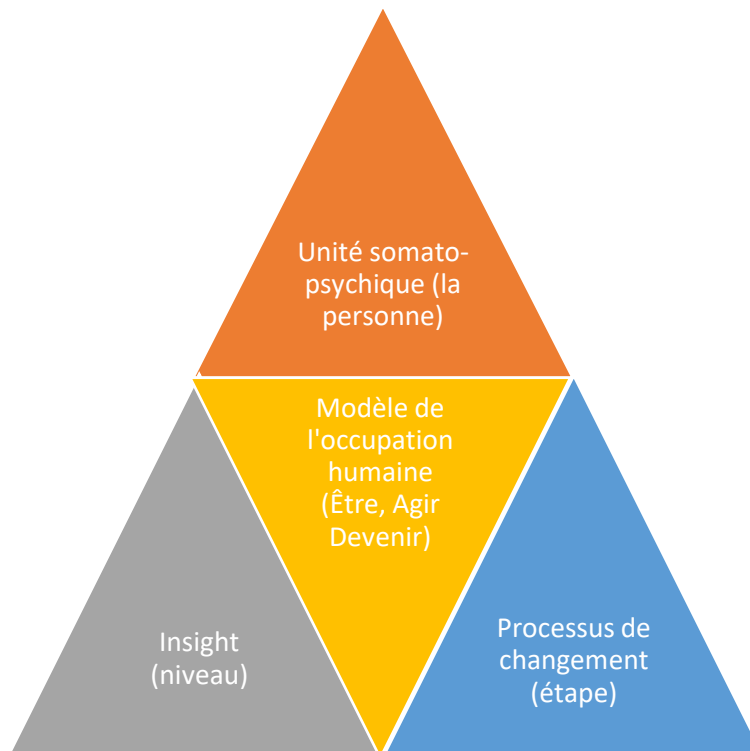 Unité somato-
psychique (la
personne)
Modèle de
l'occupation
humaine
(Être, Agir
Devenir)
Insight
(niveau)
Processus de
changement
(étape)